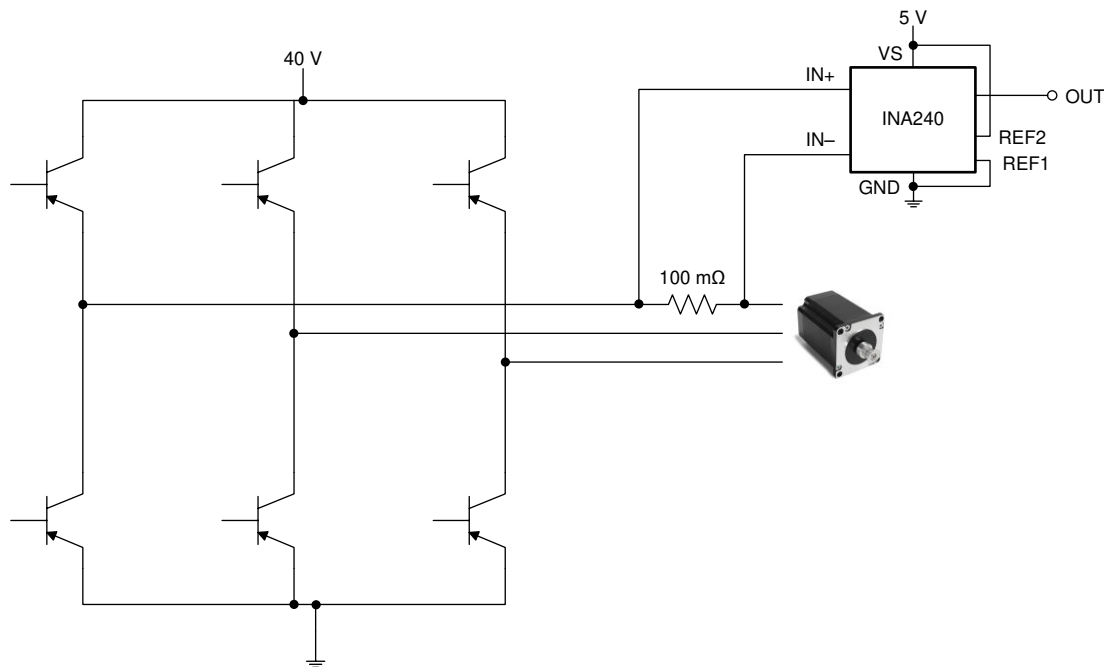 5 V
40 V
VS
IN+
OUT
INA240
IN–
REF2
REF1
GND
100 mΩ